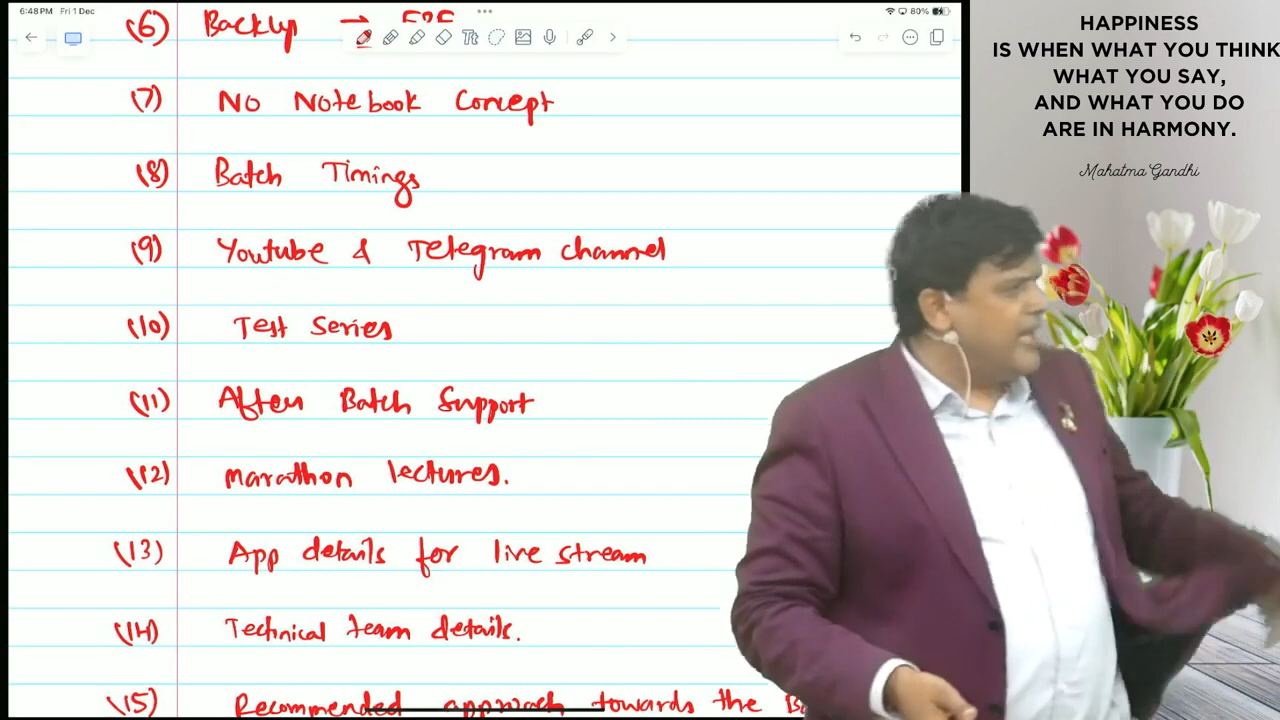 6:48 PM Fri 1 Dec
80%
(6) Backup →
(7) No Notebook Concept
(8) Batch Timings
(9) Youtube & Telegram channel
(10) Test Series
(11) After Batch Support
(12) Marathon lectures.
(13) App details for live stream
(14) Technical team details.
(15) Recommended approach towards the
HAPPINESS
IS WHEN WHAT YOU THINK
WHAT YOU SAY,
AND WHAT YOU DO
ARE IN HARMONY.
Mahatma Gandhi